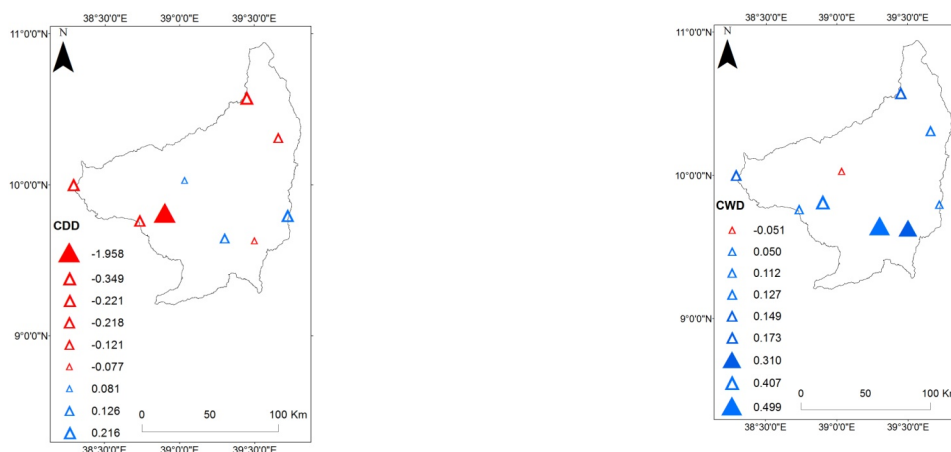 38°30'0"E 39°0'0"E 39°30'0"E
11°0'0"N
N
10°0'0"N
CDD
-1.958
-0.349
-0.221
-0.218
-0.121
-0.077
0.081
0.126
0.216
9°0'0"N
0 50 100 Km
38°30'0"E 39°0'0"E 39°30'0"E
38°30'0"E 39°0'0"E 39°30'0"E
11°0'0"N
N
10°0'0"N
CWD
-0.051
0.050
0.112
0.127
0.149
0.173
0.310
0.407
0.499
9°0'0"N
0 50 100 Km
38°30'0"E 39°0'0"E 39°30'0"E